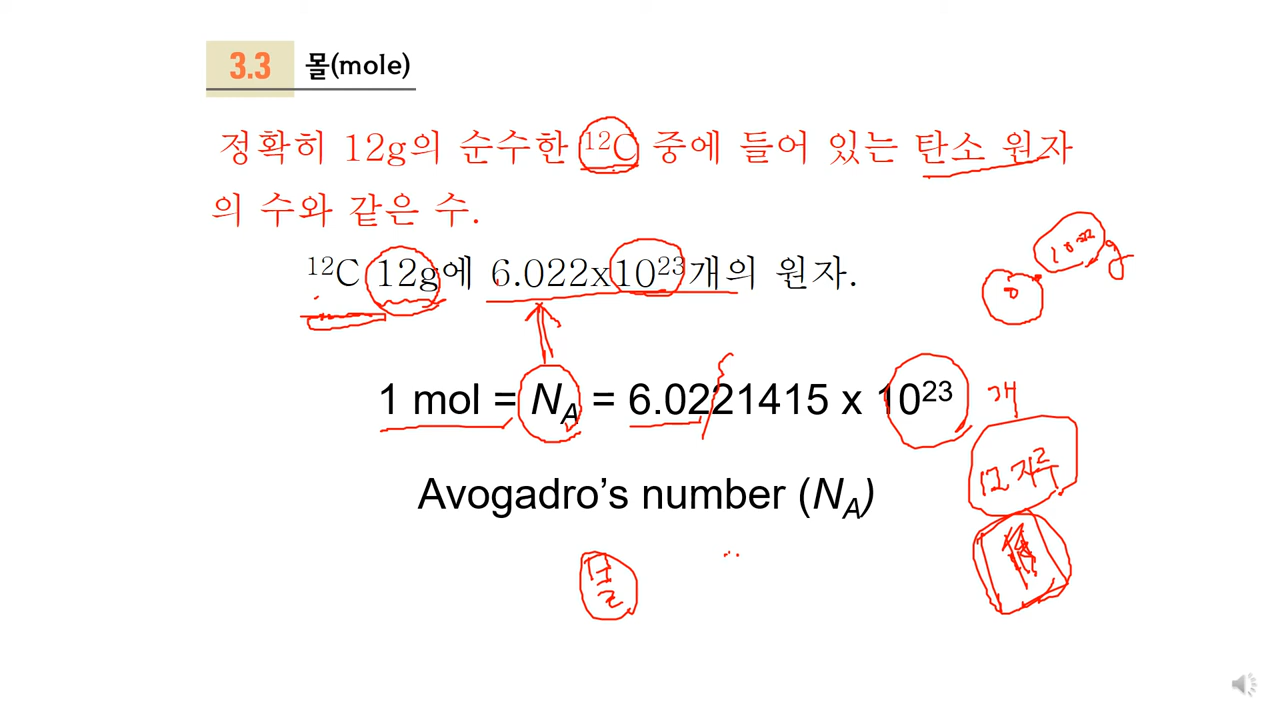 3.3 몰(mole)
정확히 12g의 순수한 ¹²C 중에 들어 있는 탄소 원자
의 수와 같은 수.
¹²C 12g에 6.022x10²³개의 원자.
1 mol = N_A = 6.0221415 x 10²³ 개
12자루
Avogadro's number (N_A)
몰